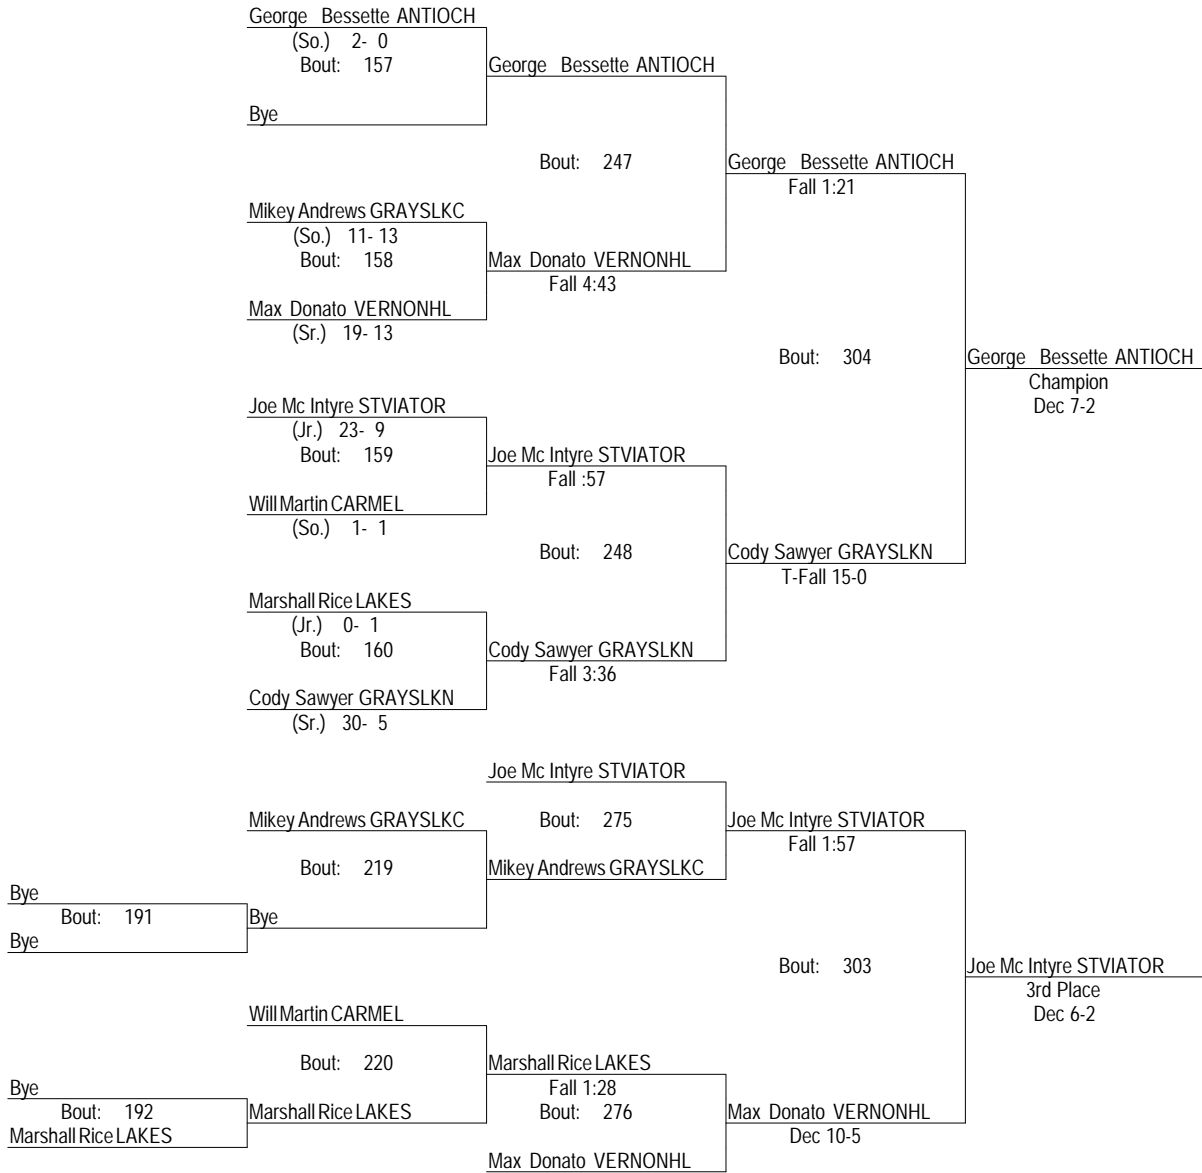 George Bessette ANTIOCH
(So.) 2- 0
Bout: 157
George Bessette ANTIOCH
Bye
Bout: 247
George Bessette ANTIOCH
Fall 1:21
Mikey Andrews GRAYSLKC
(So.) 11- 13
Bout: 158
Max Donato VERNONHL
Fall 4:43
Max Donato VERNONHL
(Sr.) 19- 13
Bout: 304
George Bessette ANTIOCH
Champion
Dec 7-2
Joe Mc Intyre STVIATOR
(Jr.) 23- 9
Bout: 159
Joe Mc Intyre STVIATOR
Fall :57
Will Martin CARMEL
(So.) 1- 1
Bout: 248
Cody Sawyer GRAYSLKN
T-Fall 15-0
Marshall Rice LAKES
(Jr.) 0- 1
Bout: 160
Cody Sawyer GRAYSLKN
Fall 3:36
Cody Sawyer GRAYSLKN
(Sr.) 30- 5
Joe Mc Intyre STVIATOR
Mikey Andrews GRAYSLKC
Bout: 275
Joe Mc Intyre STVIATOR
Fall 1:57
Bout: 219
Mikey Andrews GRAYSLKC
Bye
Bout: 191
Bye
Bye
Bout: 303
Joe Mc Intyre STVIATOR
3rd Place
Dec 6-2
Will Martin CARMEL
Bout: 220
Marshall Rice LAKES
Fall 1:28
Bye
Bout: 192
Marshall Rice LAKES
Bout: 276
Max Donato VERNONHL
Dec 10-5
Marshall Rice LAKES
Max Donato VERNONHL